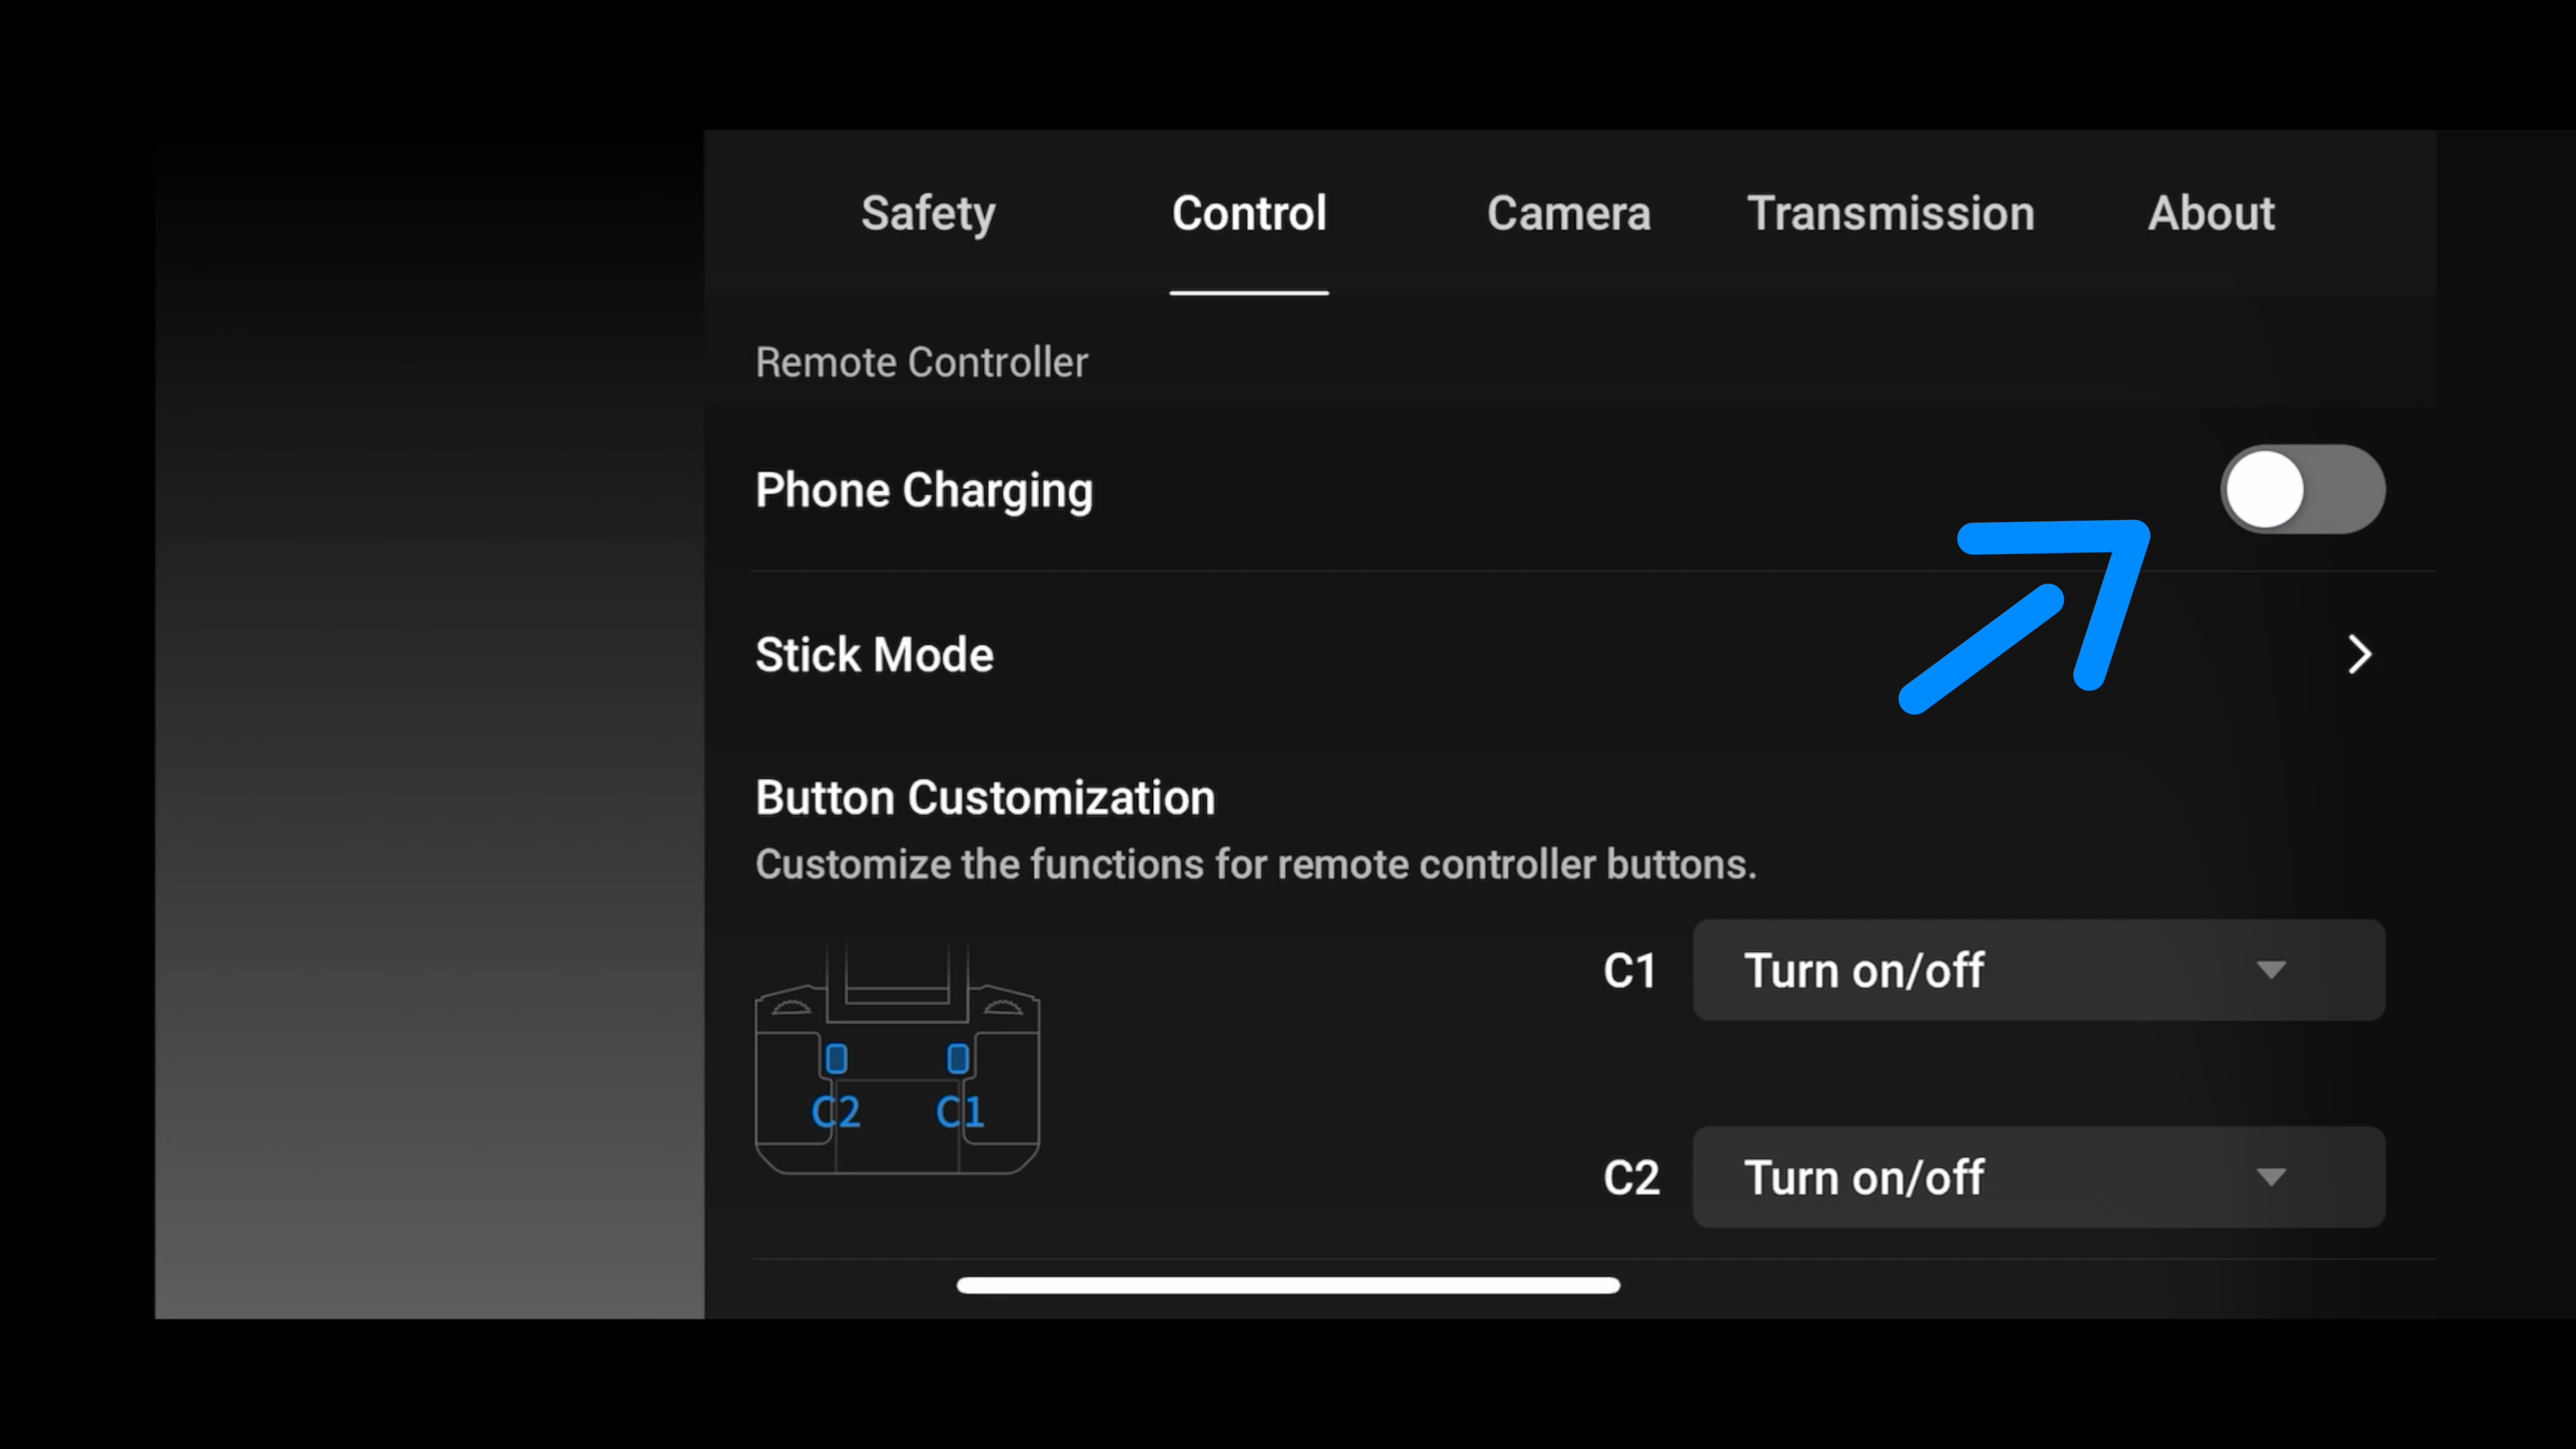 Safety Control Camera Transmission About
Remote Controller
Phone Charging
Stick Mode
Button Customization
Customize the functions for remote controller buttons.
C1 Turn on/off
C2 C1
C2 Turn on/off